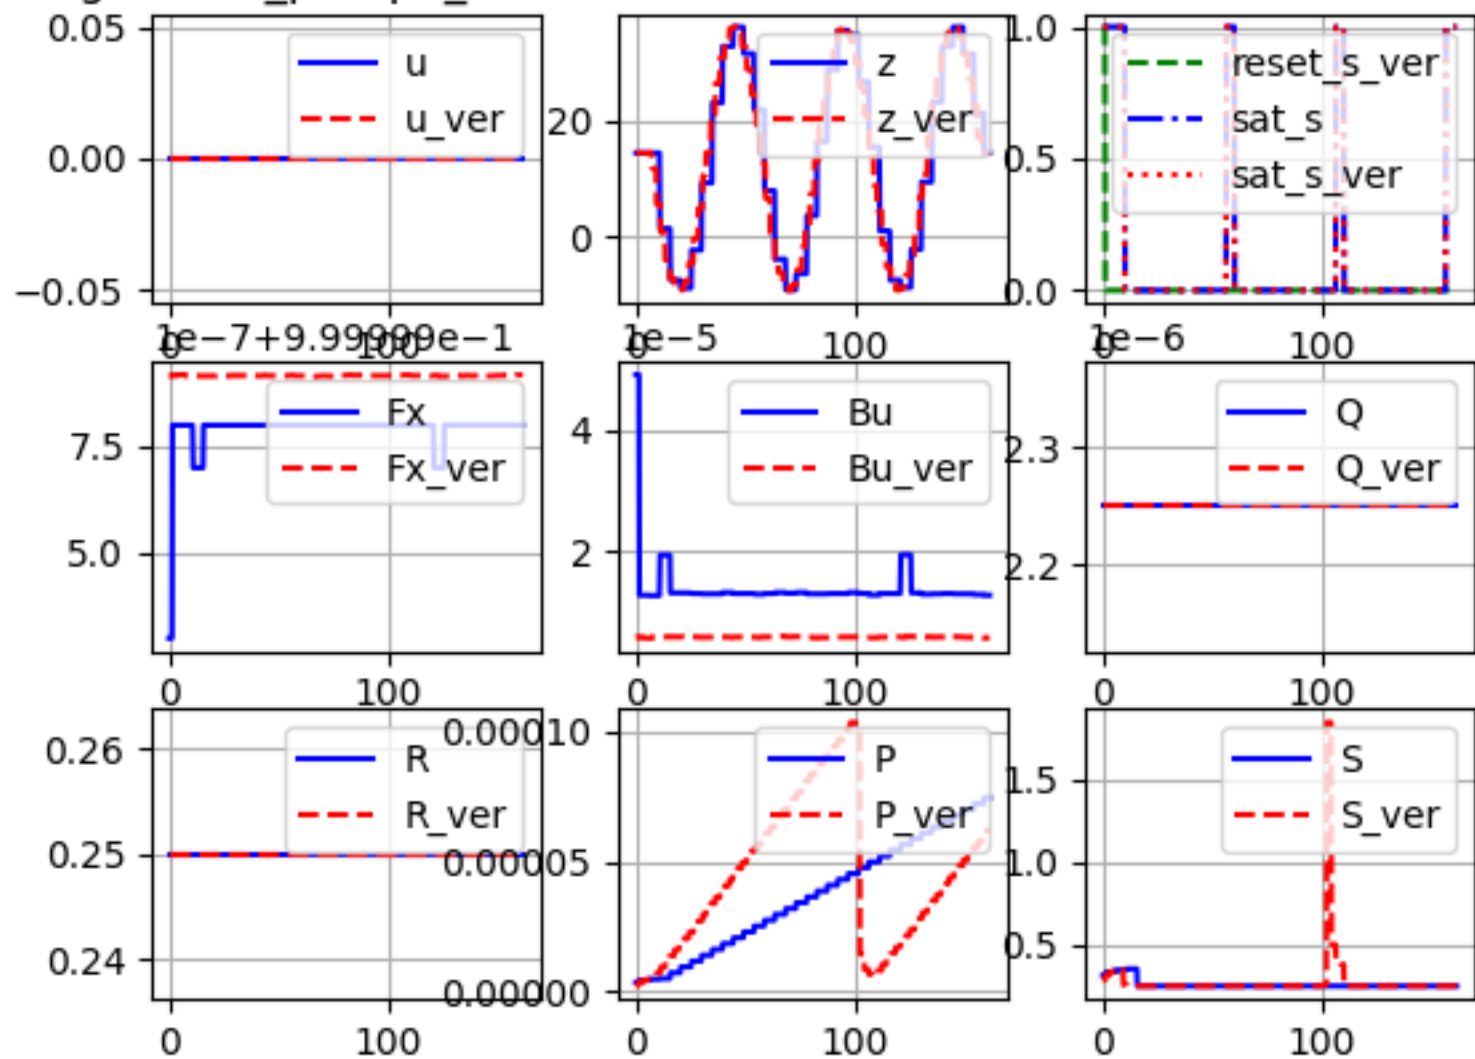 0.05
0.00
−0.05
u
u_ver
0
100
20
0
z
z_ver
0
100
1.0
0.5
0.0
reset_s_ver
sat_s
sat_s_ver
0
100
1e−7+9.99999e−1
7.5
5.0
Fx
Fx_ver
0
100
1e−5
4
2
Bu
Bu_ver
0
100
1e−6
2.3
2.2
Q
Q_ver
0
100
0.26
0.25
0.24
R
R_ver
0
100
0.00010
0.00005
0.00000
P
P_ver
0
100
1.5
1.0
0.5
S
S_ver
0
100